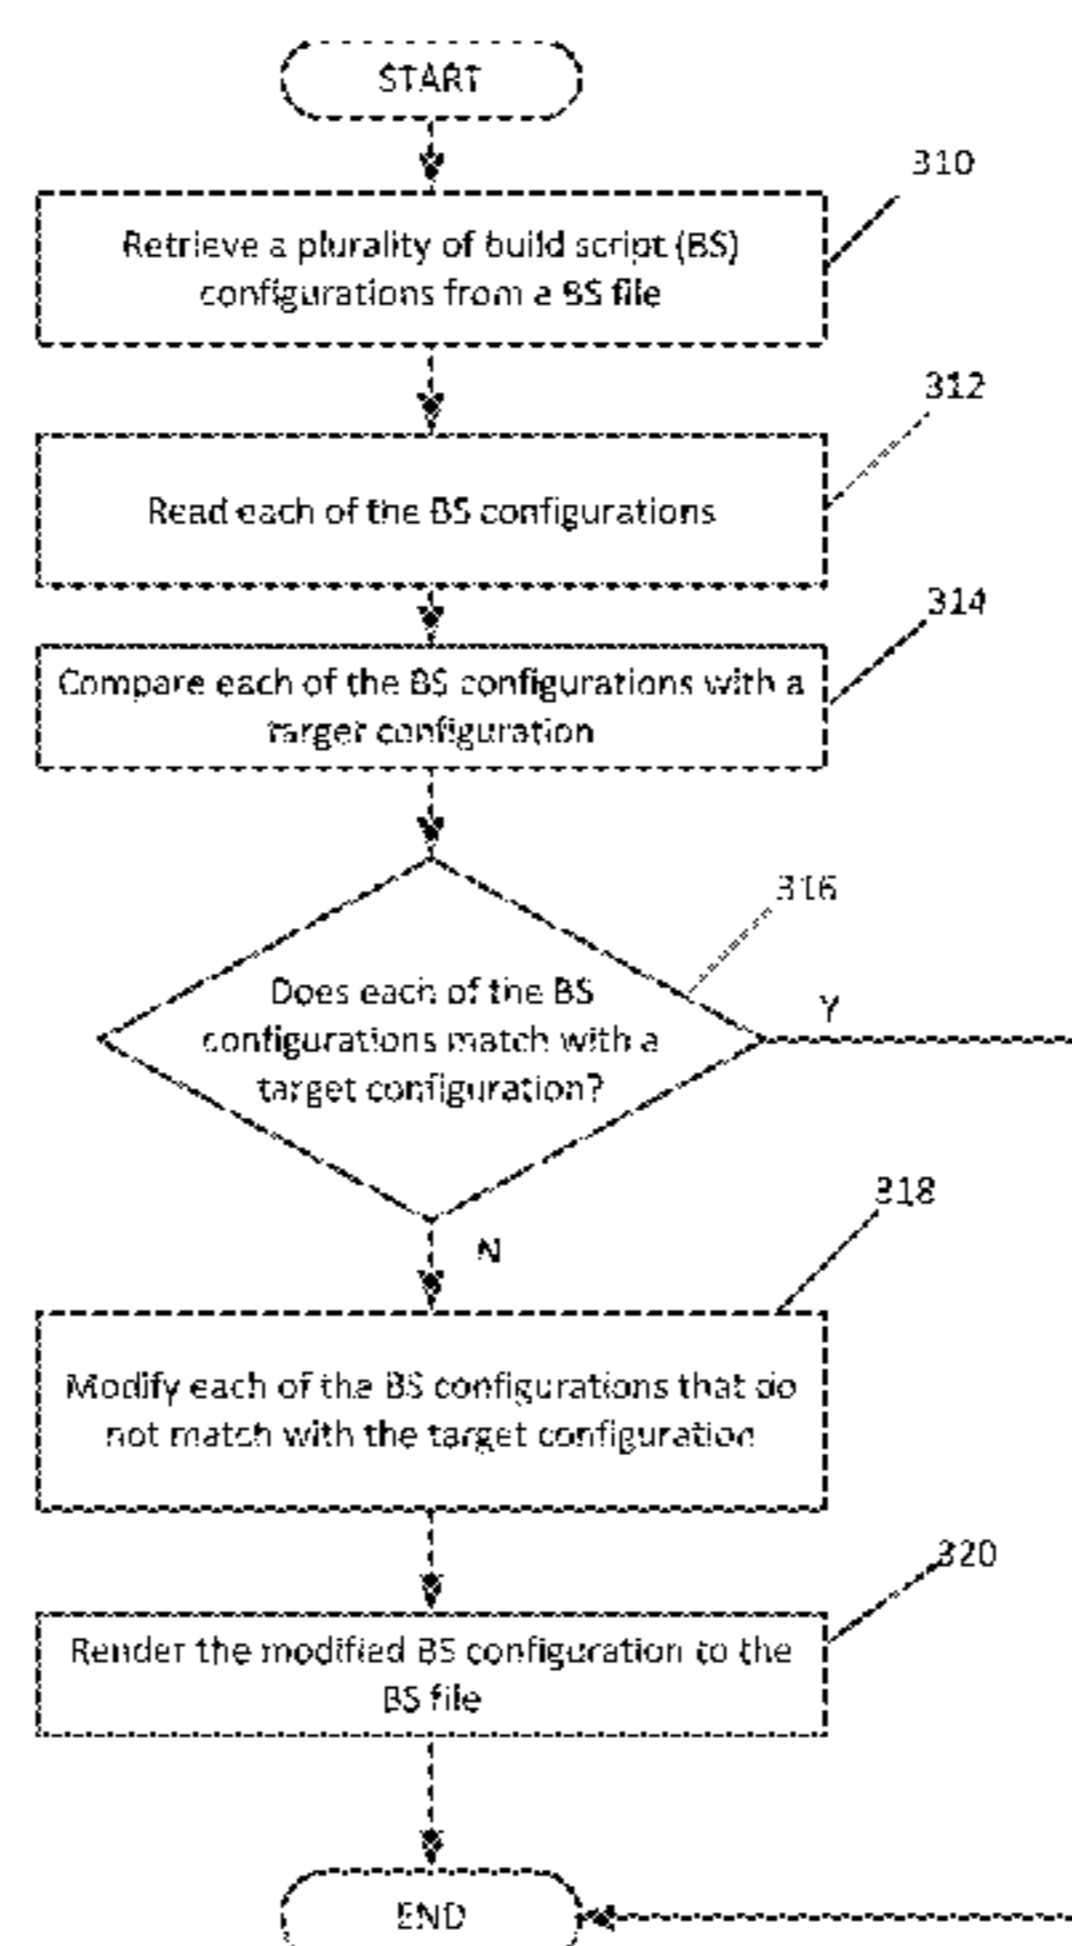 START
310
Retrieve a plurality of build script (BS)
configurations from a BS file
312
Read each of the BS configurations
314
Compare each of the BS configurations with a
target configuration
316
Does each of the BS
configurations match with a
target configuration?
Y
N
318
Modify each of the BS configurations that do
not match with the target configuration
320
Render the modified BS configuration to the
BS file
END